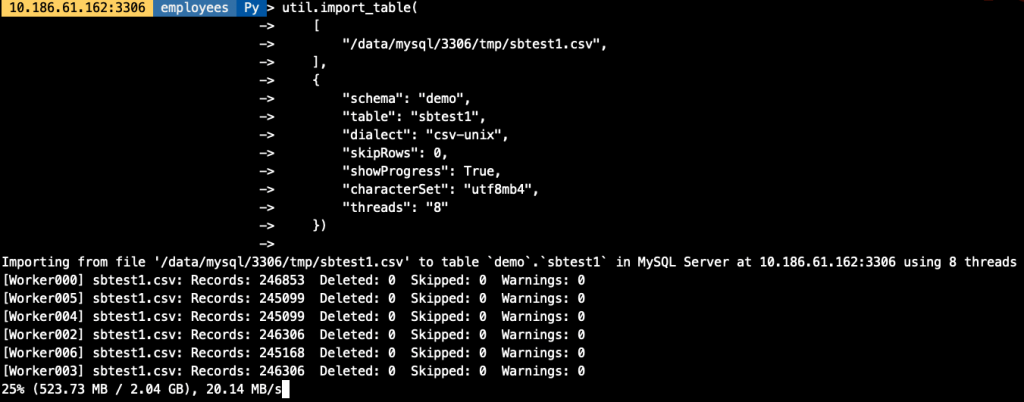 10.186.61.162:3306 employees Py > util.import_table(
-> [
-> "/data/mysql/3306/tmp/sbtest1.csv",
-> ],
-> {
-> "schema": "demo",
-> "table": "sbtest1",
-> "dialect": "csv-unix",
-> "skipRows": 0,
-> "showProgress": True,
-> "characterSet": "utf8mb4",
-> "threads": "8"
-> })
->
Importing from file '/data/mysql/3306/tmp/sbtest1.csv' to table `demo`.`sbtest1` in MySQL Server at 10.186.61.162:3306 using 8 threads
[Worker000] sbtest1.csv: Records: 246853  Deleted: 0  Skipped: 0  Warnings: 0
[Worker005] sbtest1.csv: Records: 245099  Deleted: 0  Skipped: 0  Warnings: 0
[Worker004] sbtest1.csv: Records: 245099  Deleted: 0  Skipped: 0  Warnings: 0
[Worker002] sbtest1.csv: Records: 246306  Deleted: 0  Skipped: 0  Warnings: 0
[Worker006] sbtest1.csv: Records: 245168  Deleted: 0  Skipped: 0  Warnings: 0
[Worker003] sbtest1.csv: Records: 246306  Deleted: 0  Skipped: 0  Warnings: 0
25% (523.73 MB / 2.04 GB), 20.14 MB/s